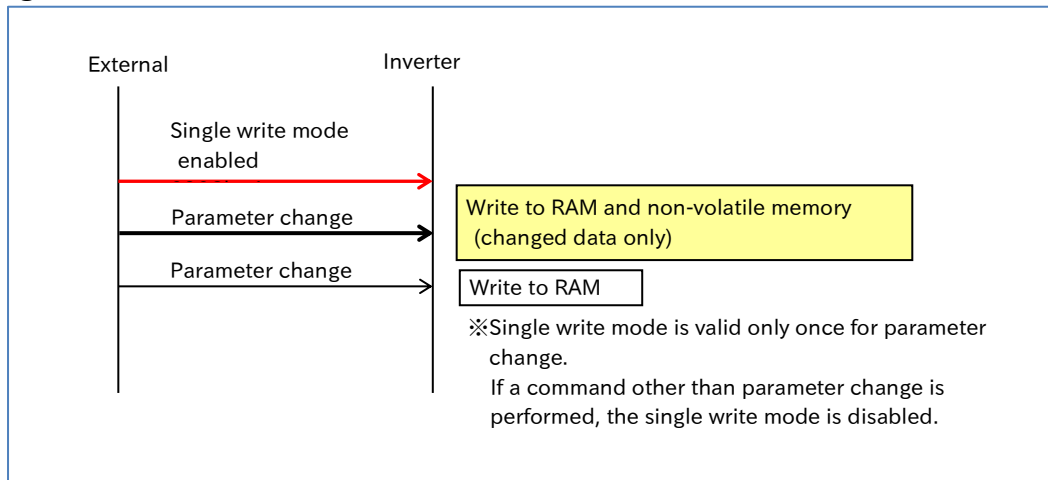 External
Inverter
Single write mode
enabled
Parameter change
Write to RAM and non-volatile memory
(changed data only)
Parameter change
Write to RAM
※Single write mode is valid only once for parameter
change.
If a command other than parameter change is
performed, the single write mode is disabled.